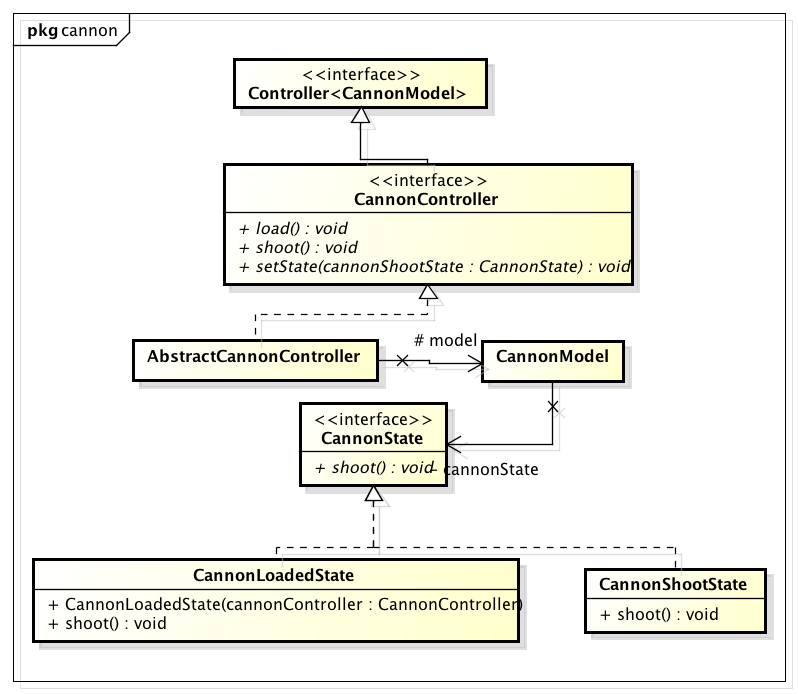 pkg cannon
<<interface>>
Controller<CannonModel>
<<interface>>
CannonController
+ load() : void
+ shoot() : void
+ setState(cannonShootState : CannonState) : void
AbstractCannonController
# model
CannonModel
<<interface>>
CannonState
+ shoot() : void
- cannonState
CannonLoadedState
+ CannonLoadedState(cannonController : CannonController)
+ shoot() : void
CannonShootState
+ shoot() : void